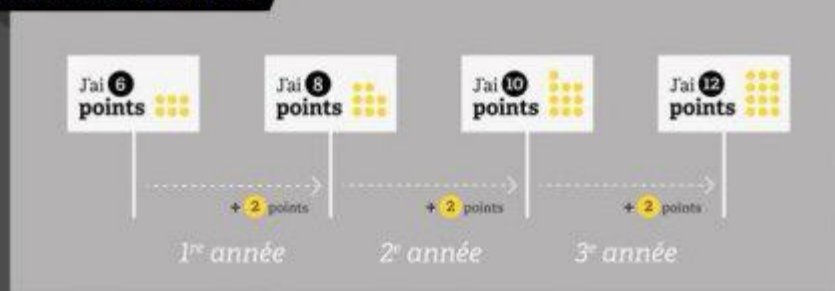 J'ai 6
points
J'ai 8
points
J'ai 10
points
J'ai 12
points
+ 2 points
+ 2 points
+ 2 points
1re année
2e année
3e année